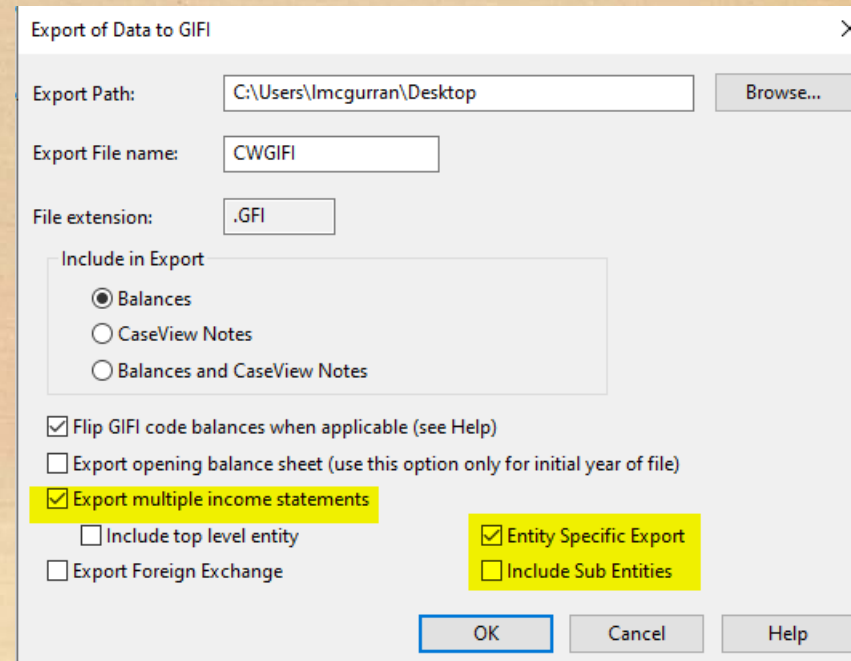 Export of Data to GIFI
Export Path: C:\Users\lmcgurran\Desktop Browse...
Export File name: CWGIFI
File extension: .GFI
Include in Export
Balances
CaseView Notes
Balances and CaseView Notes
Flip GIFI code balances when applicable (see Help)
Export opening balance sheet (use this option only for initial year of file)
Export multiple income statements
Include top level entity Entity Specific Export
Export Foreign Exchange Include Sub Entities
OK Cancel Help